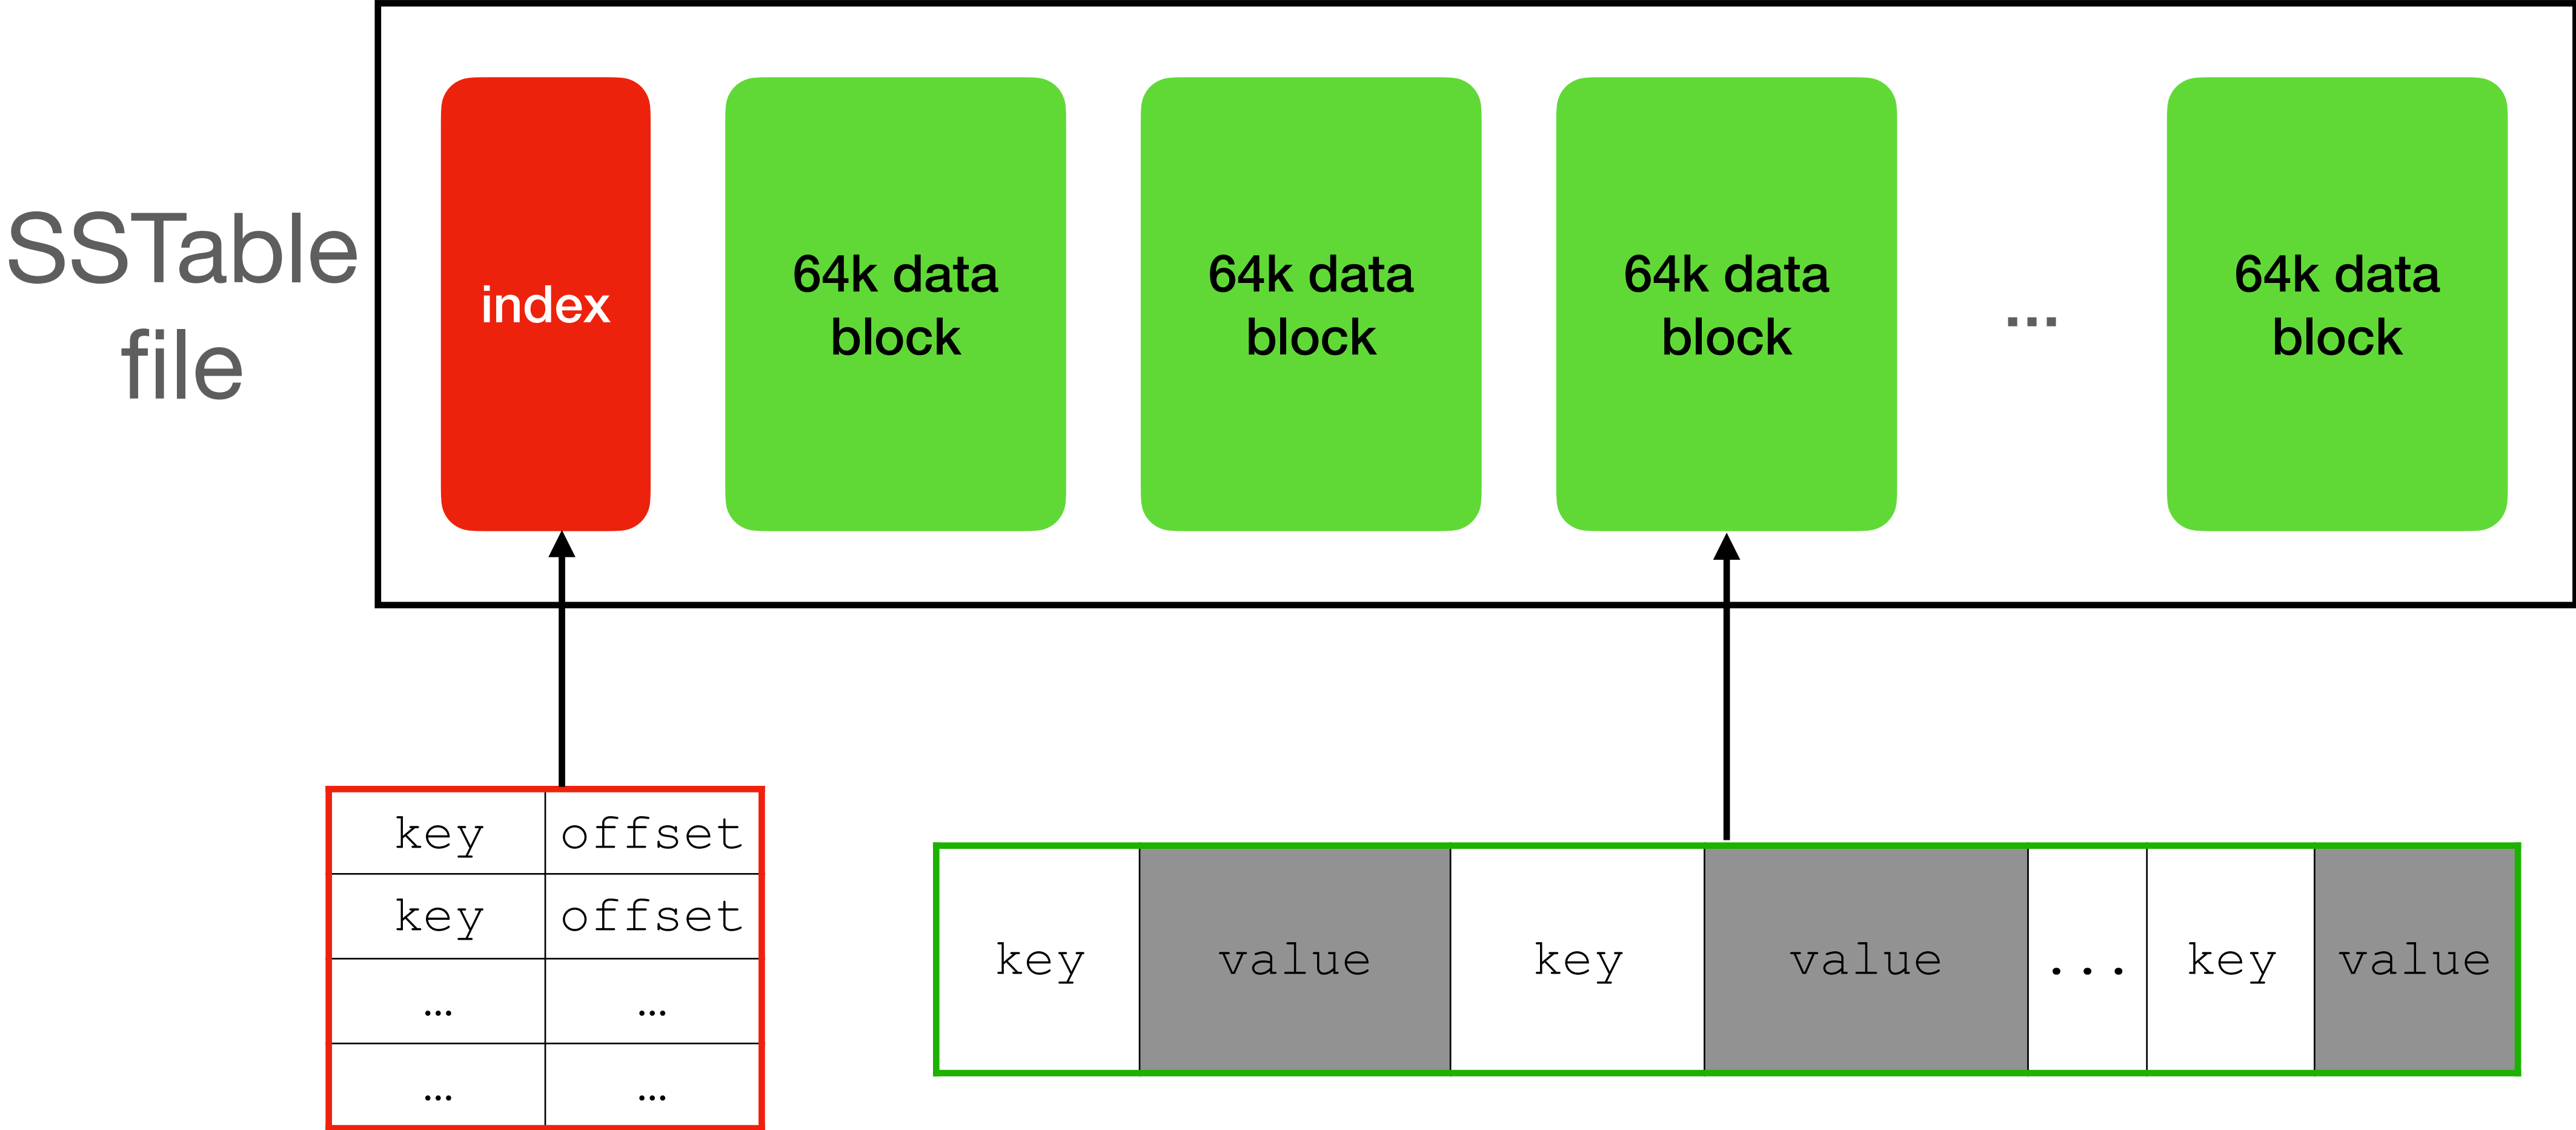 SSTable
file
index
64k data
block
64k data
block
64k data
block
...
64k data
block
key offset
key offset
... ...
... ...
key value key value ... key value